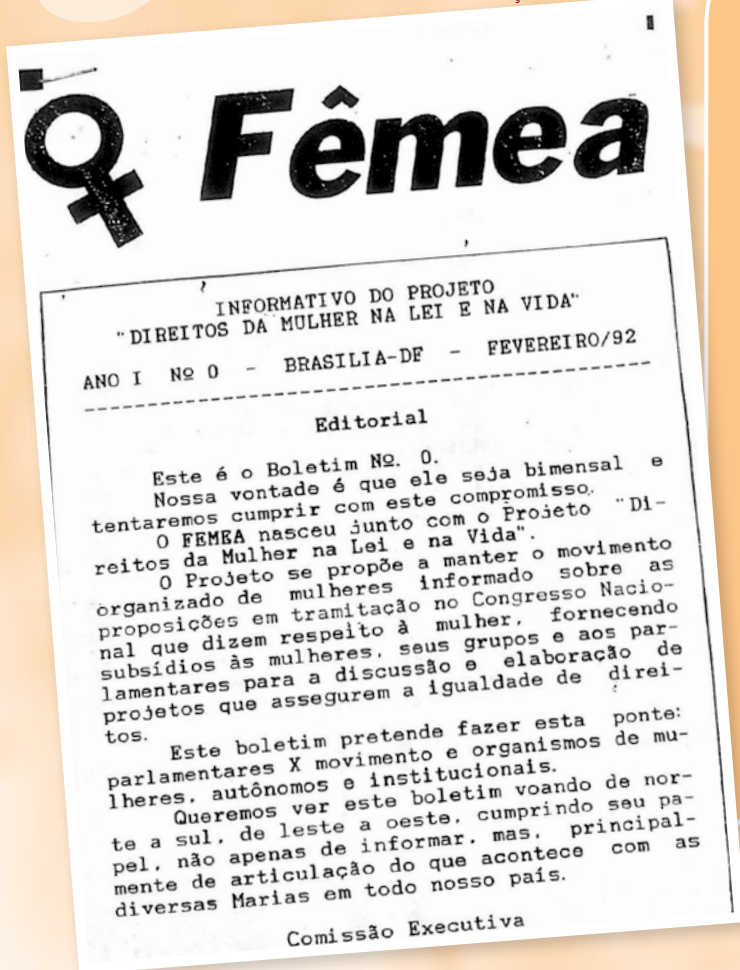 Fêmea
INFORMATIVO DO PROJETO
"DIREITOS DA MULHER NA LEI E NA VIDA"
ANO I Nº 0 - BRASILIA-DF - FEVEREIRO/92
Editorial
Este é o Boletim Nº. 0.
Nossa vontade é que ele seja bimensal e
tentaremos cumprir com este compromisso.
O FEMEA nasceu junto com o Projeto "Di-
reitos da Mulher na Lei e na Vida".
O Projeto se propõe a manter o movimento
organizado de mulheres informado sobre as
proposições em tramitação no Congresso Nacio-
nal que dizem respeito à mulher, fornecendo
subsídios às mulheres, seus grupos e aos par-
lamentares para a discussão e elaboração de
projetos que assegurem a igualdade de direi-
tos.
Este boletim pretende fazer esta ponte:
parlamentares X movimento e organismos de mu-
lheres, autônomos e institucionais.
Queremos ver este boletim voando de nor-
te a sul, de leste a oeste, cumprindo seu pa-
pel, não apenas de informar, mas, principal-
mente de articulação do que acontece com as
diversas Marias em todo nosso país.
Comissão Executiva